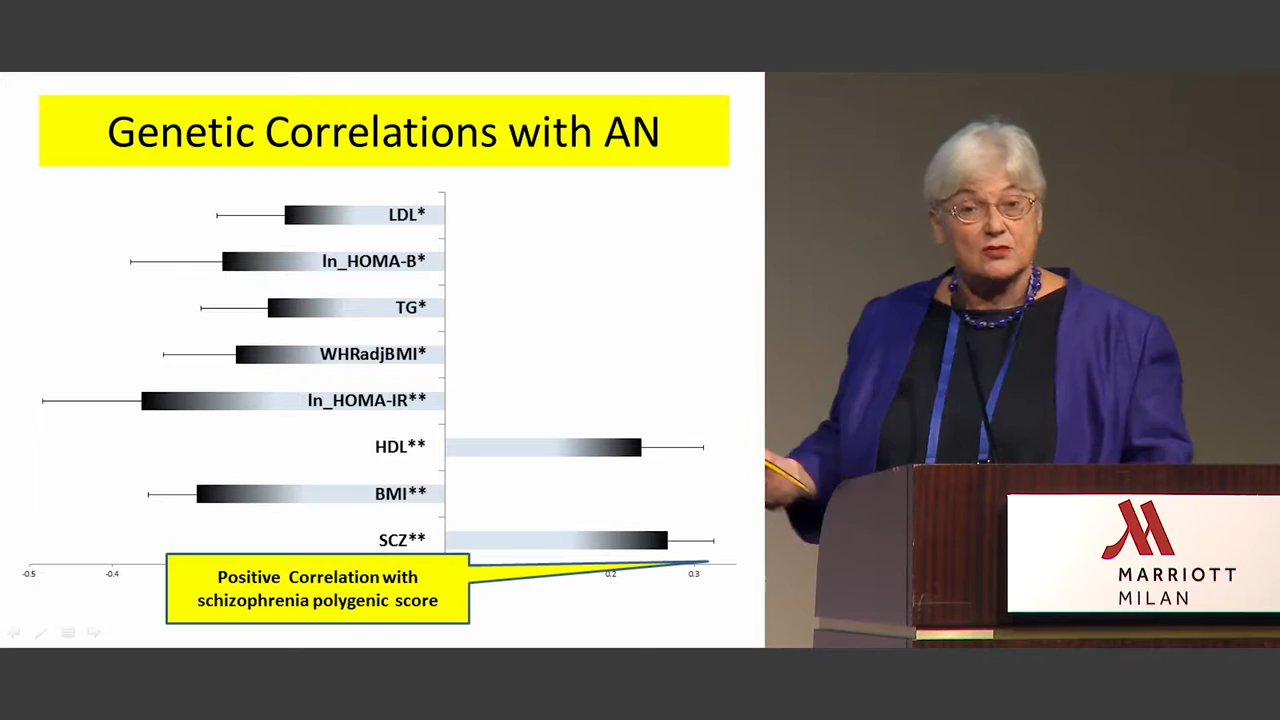 Genetic Correlations with AN
LDL*
ln_HOMA-B*
TG*
WHRadjBMI*
ln_HOMA-IR**
HDL**
BMI**
SCZ**
-0.5
-0.4
0.2
0.3
Positive Correlation with
schizophrenia polygenic score
MARRIOTT
MILAN